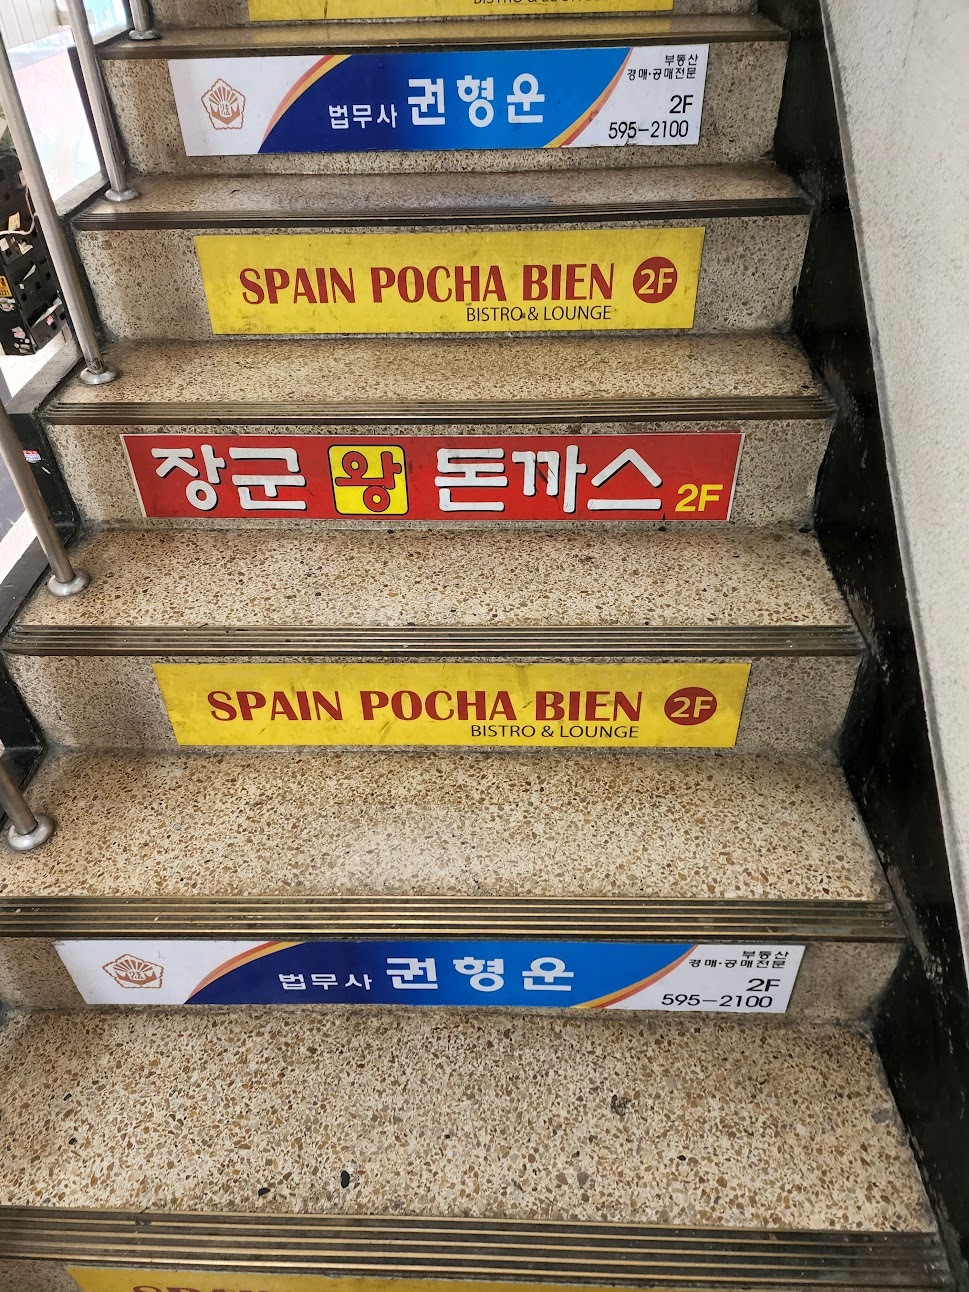 BISTRO & LOUNGE
법무사 권형운
부동산
경매·공매전문
2F
595-2100
SPAIN POCHA BIEN 2F
BISTRO & LOUNGE
장군 왕 돈까스 2F
SPAIN POCHA BIEN 2F
BISTRO & LOUNGE
법무사 권형운
부동산
경매·공매전문
2F
595-2100